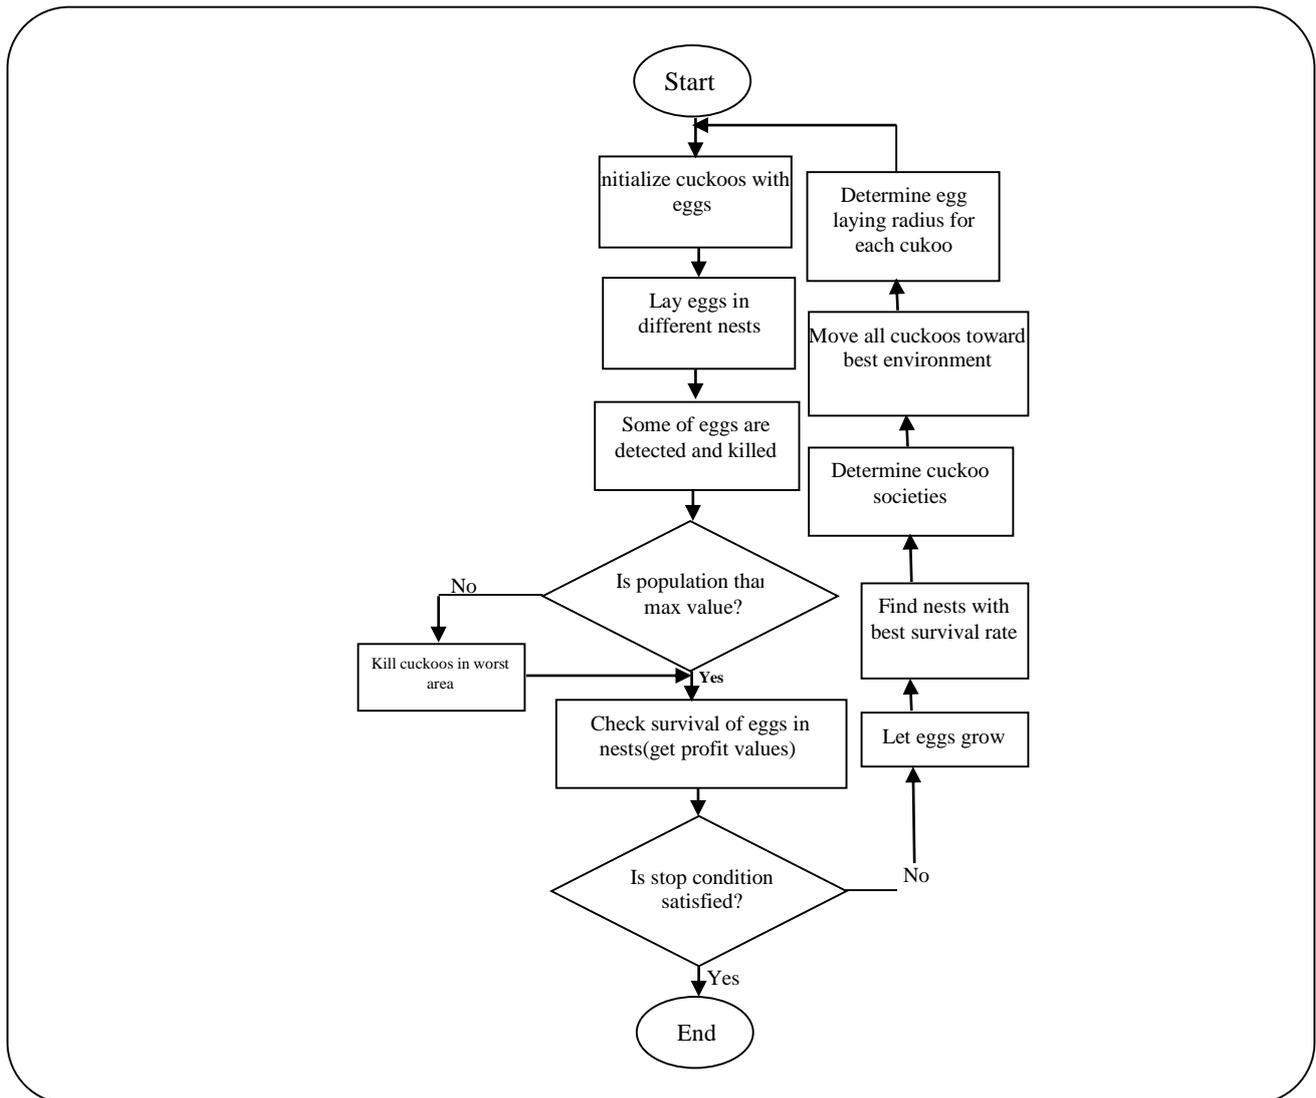 Start
nitialize cuckoos with
eggs
Determine egg
laying radius for
each cukoo
Lay eggs in
different nests
Move all cuckoos toward
best environment
Some of eggs are
detected and killed
Determine cuckoo
societies
Is population than
max value?
No
Find nests with
best survival rate
Kill cuckoos in worst
area
Yes
Check survival of eggs in
nests(get profit values)
Let eggs grow
Is stop condition
satisfied?
No
Yes
End